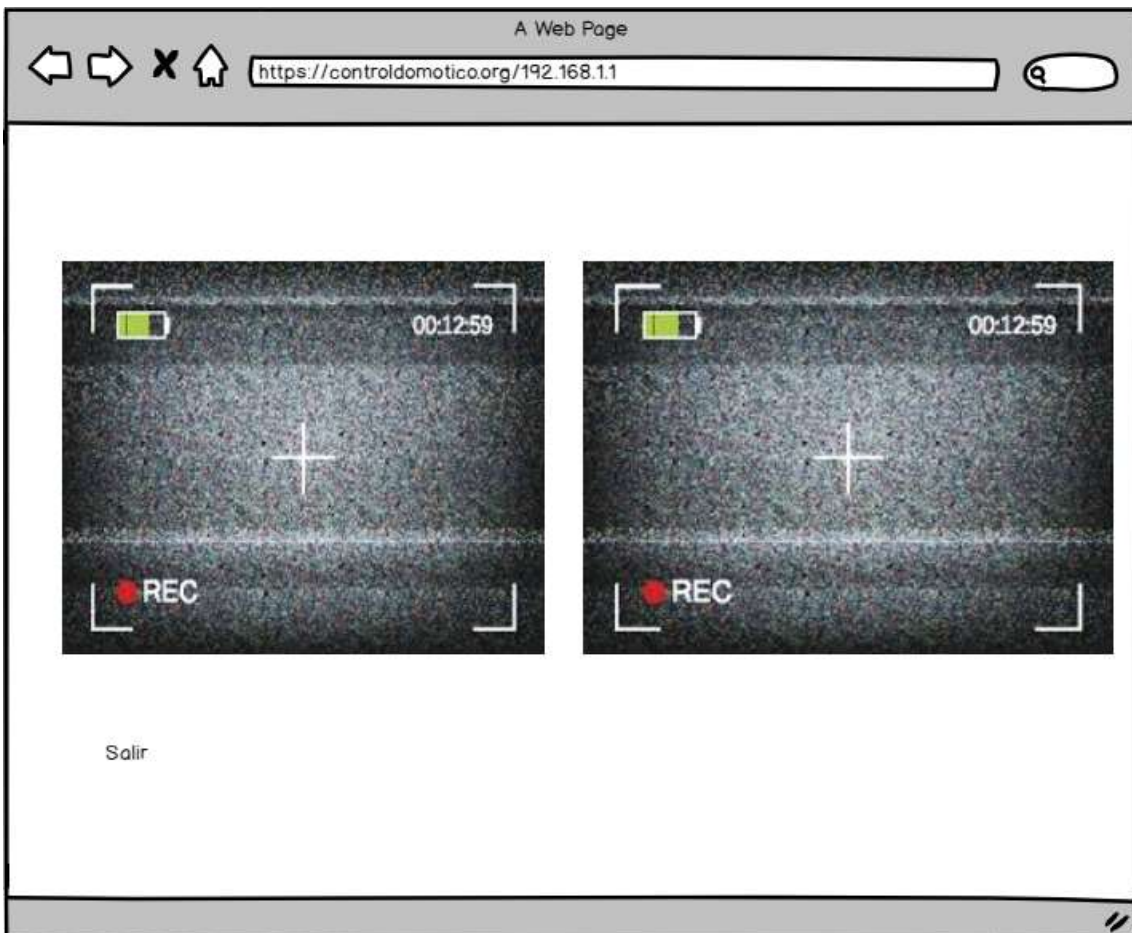 A Web Page
https://controldomotico.org/192.168.1.1
00:12:59
00:12:59
REC
REC
Salir